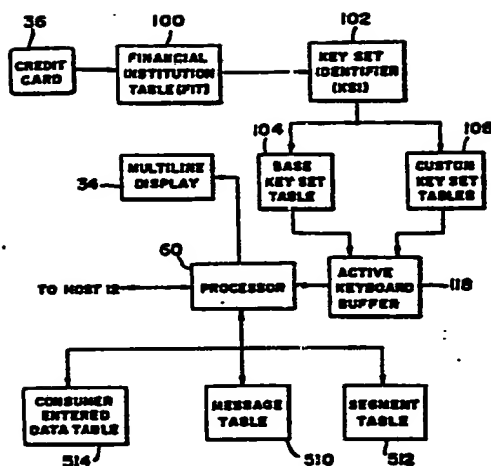 36
100
102
CREDIT
CARD
FINANCIAL
INSTITUTION
TABLE (FIT)
KEY SET
IDENTIFIER
(KSI)
104
108
MULTILINE
DISPLAY
34
BASE
KEY SET
TABLE
CUSTOM
KEY SET
TABLES
60
TO HOST 12
PROCESSOR
ACTIVE
KEYBOARD
BUFFER
118
CONSUMER
ENTERED
DATA TABLE
MESSAGE
TABLE
SEGMENT
TABLE
514
510
512